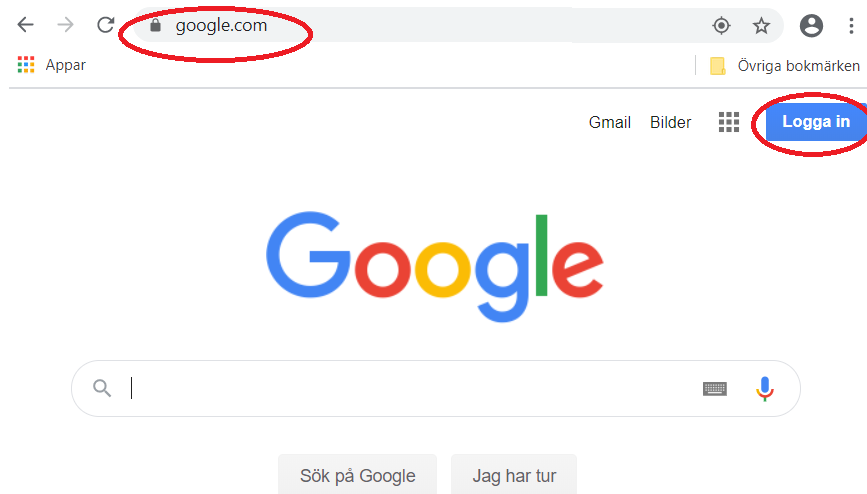 google.com
Appar
Övriga bokmärken
Gmail Bilder Logga in
Google
Sök på Google Jag har tur